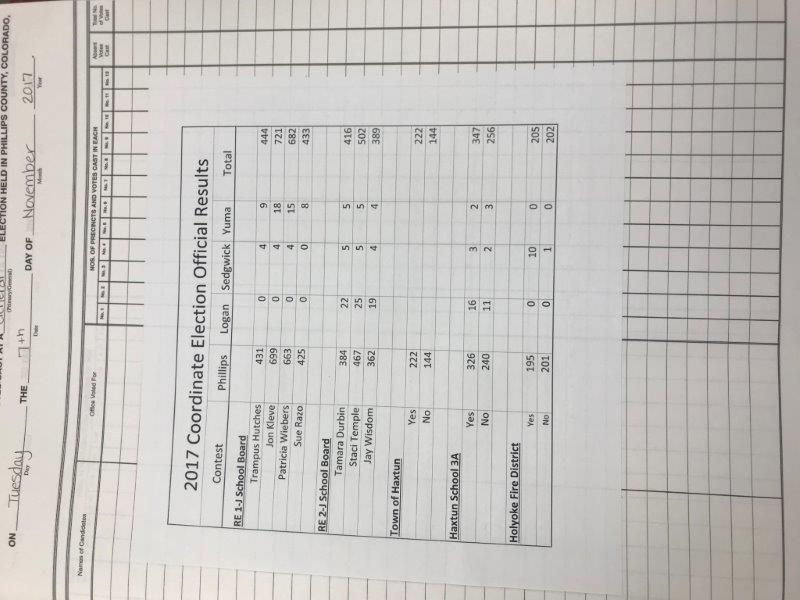 ELECTION HELD IN PHILLIPS COUNTY, COLORADO,
(Primary/General)
ON Tuesday THE 7th DAY OF November 2017
Day Date Month Year
Names of Candidates
Office Voted For
NOS. OF PRECINCTS AND VOTES CAST IN EACH
No. 1 No. 2 No. 3 No. 4 No. 5 No. 6 No. 7 No. 8 No. 9 No. 10 No. 11 No. 12
Absent Votes Cast
Total No. of Votes Cast
2017 Coordinate Election Official Results
Contest Phillips Logan Sedgwick Yuma Total
RE 1-J School Board
Trampus Hutches 431 0 4 9 444
Jon Kleve 699 0 4 18 721
Patricia Wiebers 663 0 4 15 682
Sue Razo 425 0 0 8 433
RE 2-J School Board
Tamara Durbin 384 22 5 5 416
Staci Temple 467 25 5 5 502
Jay Wisdom 362 19 4 4 389
Town of Haxtun
Yes 222 222
No 144 144
Haxtun School 3A
Yes 326 16 3 2 347
No 240 11 2 3 256
Holyoke Fire District
Yes 195 0 10 0 205
No 201 0 1 0 202